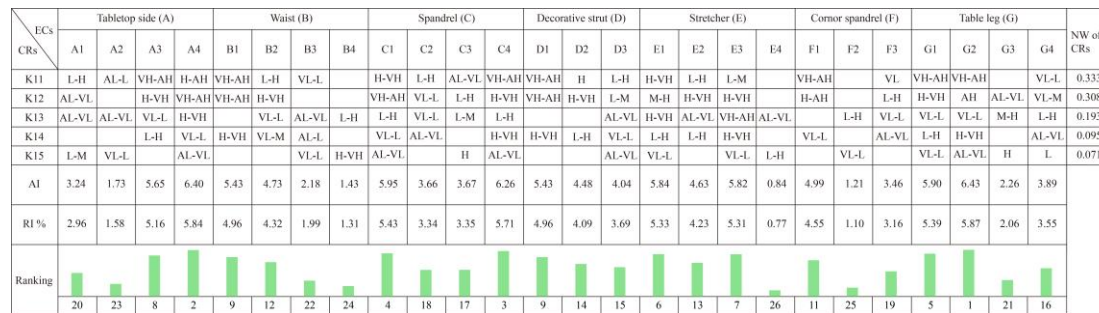 ECs
CRs
Tabletop side (A) Waist (B) Spandrel (C) Decorative strut (D) Stretcher (E) Cornor spandrel (F) Table leg (G) NW of CRs
A1 A2 A3 A4 B1 B2 B3 B4 C1 C2 C3 C4 D1 D2 D3 E1 E2 E3 E4 F1 F2 F3 G1 G2 G3 G4
K11 L-H AL-L VH-AH H-AH VH-AH L-H VL-L H-VH L-H AL-VL VH-AH VH-AH H L-H H-VH L-H L-M VH-AH VL VH-AH VH-AH VL-L 0.333
K12 AL-VL H-VH VH-AH VH-AH H-VH VH-AH VL-L L-H H-VH VH-AH H-VH L-M M-H H-VH H-VH H-AH L-H H-VH AH AL-VL VL-M 0.308
K13 AL-VL AL-VL VL-L H-VH VL-L AL-VL L-H L-H VL-L L-M L-H AL-VL H-VH AL-VL VH-AH AL-VL L-H VL-L VL-L VL-L M-H L-H 0.193
K14 L-H VL-L H-VH VL-M AL-L VL-L AL-VL H-VH H-VH L-H VL-L L-H L-H H-VH VL-L AL-VL L-H H-VH AL-VL 0.095
K15 L-M VL-L AL-VL VL-L H-VH AL-VL H AL-VL AL-VL VL-L VL-L L-H VL-L VL-L AL-VL H L 0.071
AI 3.24 1.73 5.65 6.40 5.43 4.73 2.18 1.43 5.95 3.66 3.67 6.26 5.43 4.48 4.04 5.84 4.63 5.82 0.84 4.99 1.21 3.46 5.90 6.43 2.26 3.89
RI % 2.96 1.58 5.16 5.84 4.96 4.32 1.99 1.31 5.43 3.34 3.35 5.71 4.96 4.09 3.69 5.33 4.23 5.31 0.77 4.55 1.10 3.16 5.39 5.87 2.06 3.55
Ranking
20 23 8 2 9 12 22 24 4 18 17 3 9 14 15 6 13 7 26 11 25 19 5 1 21 16